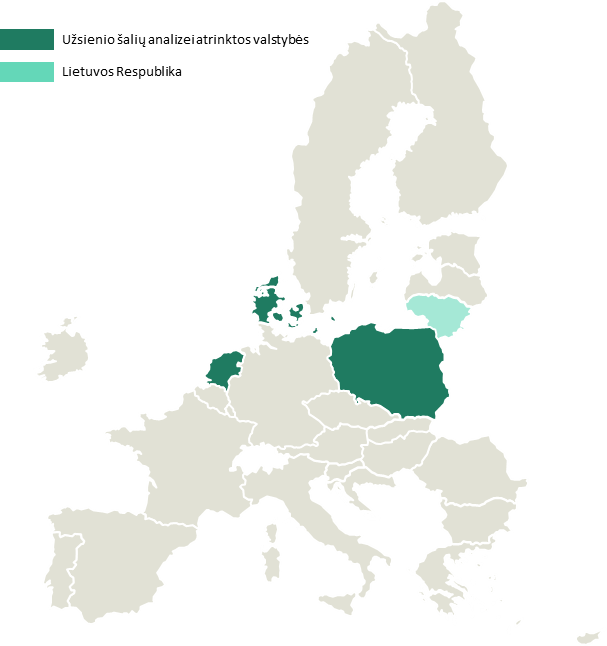 Užsienio šalių analizei atrinktos valstybės
Lietuvos Respublika